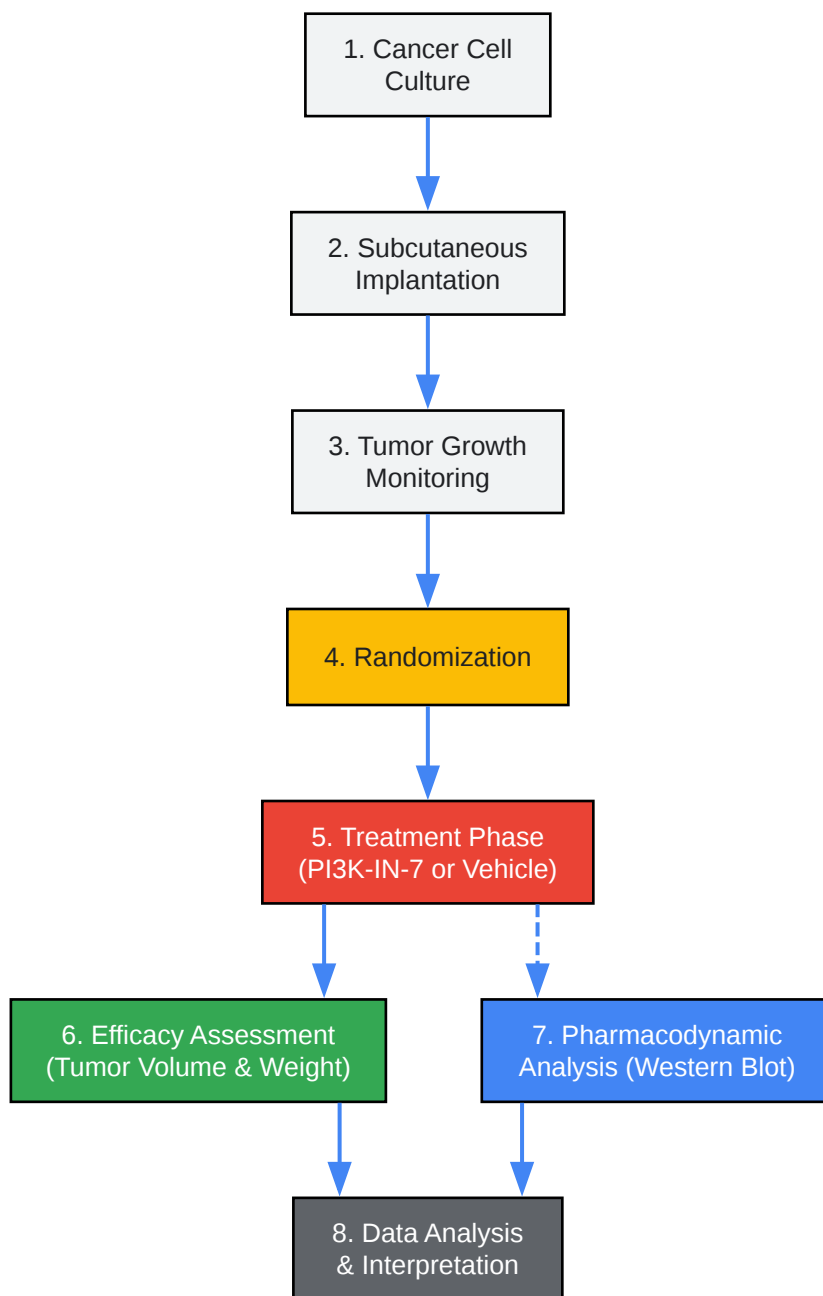 1. Cancer Cell
Culture
2. Subcutaneous
Implantation
3. Tumor Growth
Monitoring
4. Randomization
5. Treatment Phase
(PI3K-IN-7 or Vehicle)
6. Efficacy Assessment
(Tumor Volume & Weight)
7. Pharmacodynamic
Analysis (Western Blot)
8. Data Analysis
& Interpretation